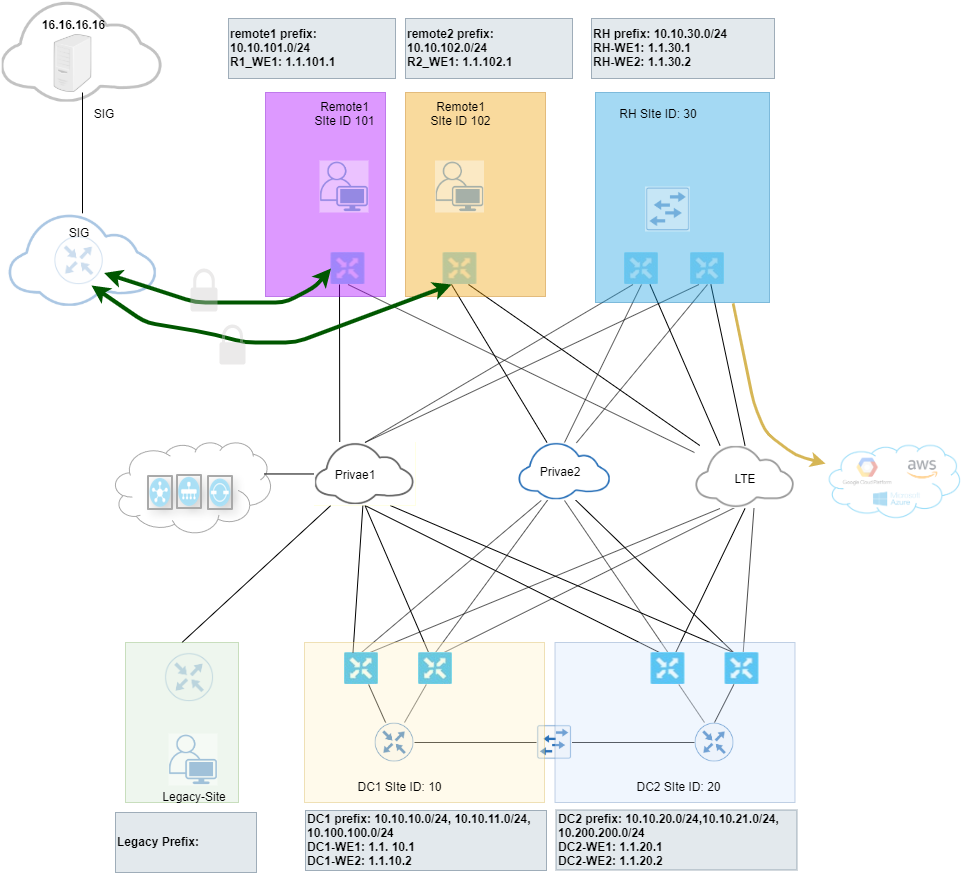 16.16.16.16
SIG
SIG
remote1 prefix:
10.10.101.0/24
R1_WE1: 1.1.101.1
remote2 prefix:
10.10.102.0/24
R2_WE1: 1.1.102.1
RH prefix: 10.10.30.0/24
RH-WE1: 1.1.30.1
RH-WE2: 1.1.30.2
Remote1
SIte ID 101
Remote1
SIte ID 102
RH SIte ID: 30
Privae1
Privae2
LTE
Google Cloud Platform
aws
Microsoft
Azure
Legacy-Site
DC1 SIte ID: 10
DC2 SIte ID: 20
Legacy Prefix:
DC1 prefix: 10.10.10.0/24, 10.10.11.0/24,
10.100.100.0/24
DC1-WE1: 1.1. 10.1
DC1-WE2: 1.1.10.2
DC2 prefix: 10.10.20.0/24,10.10.21.0/24,
10.200.200.0/24
DC2-WE1: 1.1.20.1
DC2-WE2: 1.1.20.2